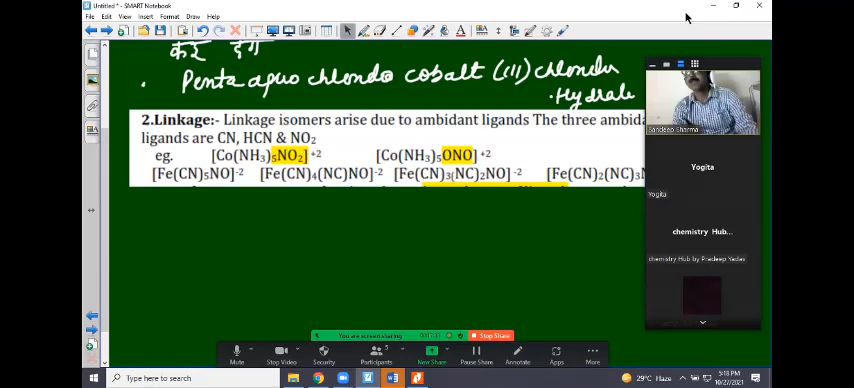 Untitled * - SMART Notebook
File Edit View Insert Format Draw Help
Penta aquo chlorido cobalt (III) chloride
. Hydrate
2.Linkage:- Linkage isomers arise due to ambidant ligands The three ambida
ligands are CN, HCN & NO2
eg. [Co(NH3)5NO2]+2 [Co(NH3)5ONO]+2
[Fe(CN)5NO]-2 [Fe(CN)4(NC)NO]-2 [Fe(CN)3(NC)2NO]-2 [Fe(CN)2(NC)3N
Sandeep Sharma
Yogita
Yogita
chemistry Hub...
chemistry Hub by Pradeep Yadav
You are screen sharing Stop Share
Mute Stop Video Security Participants 5 New Share Pause Share Annotate Apps More
Type here to search
29°C Haze
5:18 PM
10/27/2021